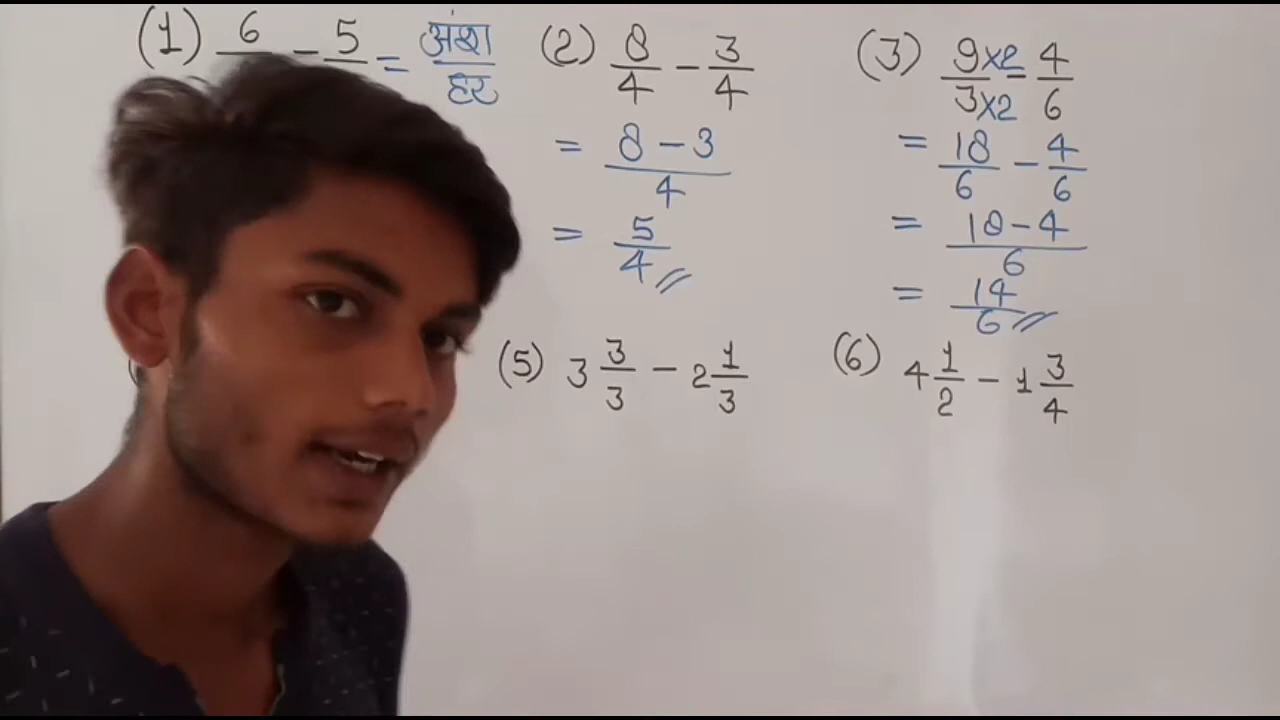 (1) 6 - 5 = अंश
हर
(2) 8/4 - 3/4
= 8 - 3 / 4
= 5/4
(3) 9×2/3×2 - 4/6
= 18/6 - 4/6
= 18 - 4 / 6
= 14/6
(5) 3 3/3 - 2 1/3
(6) 4 1/2 - 1 3/4